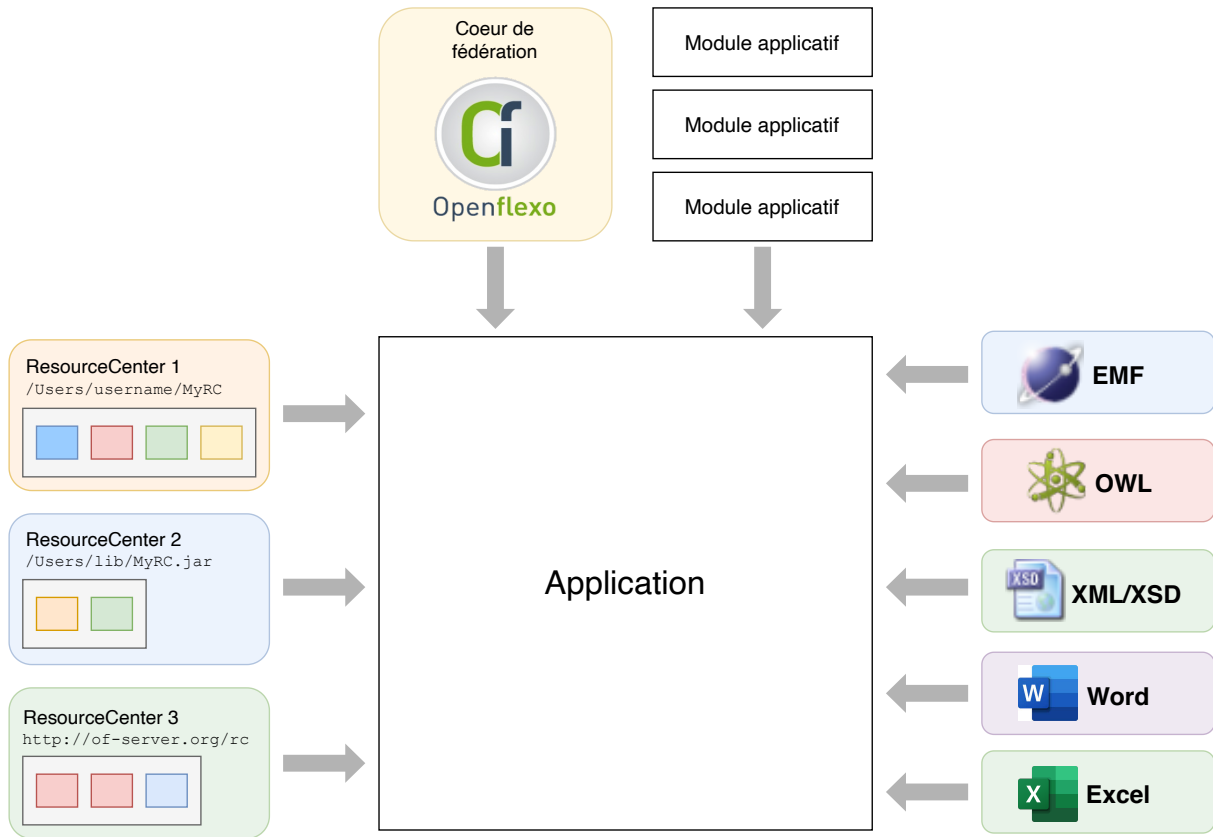 Coeur de
fédération
Cf
Openflexo
Module applicatif
Module applicatif
Module applicatif
ResourceCenter 1
/Users/username/MyRC
ResourceCenter 2
/Users/lib/MyRC.jar
ResourceCenter 3
http://of-server.org/rc
Application
EMF
OWL
XSD
XML/XSD
W
Word
X
Excel